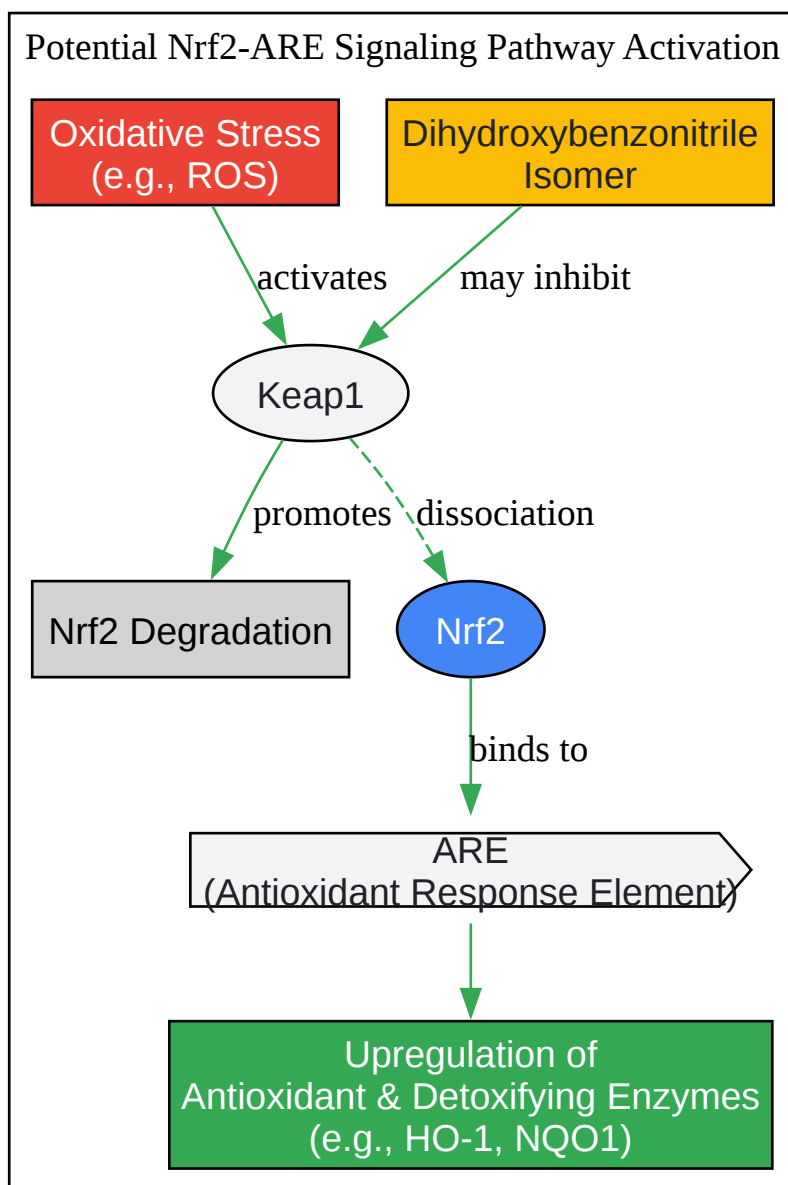 Potential Nrf2-ARE Signaling Pathway Activation
Oxidative Stress
(e.g., ROS)
Dihydroxybenzonitrile
Isomer
activates
may inhibit
Keap1
promotes
dissociation
Nrf2 Degradation
Nrf2
binds to
ARE
(Antioxidant Response Element)
Upregulation of
Antioxidant & Detoxifying Enzymes
(e.g., HO-1, NQO1)